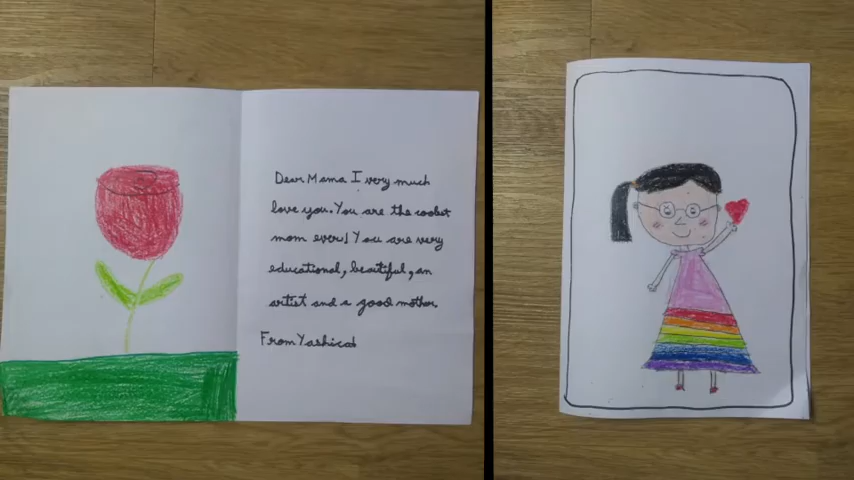 Dear Mama I very much
love you. You are the coolest
mom ever! You are very
educational, beautiful, an
artist and a good mother.
From Yashica